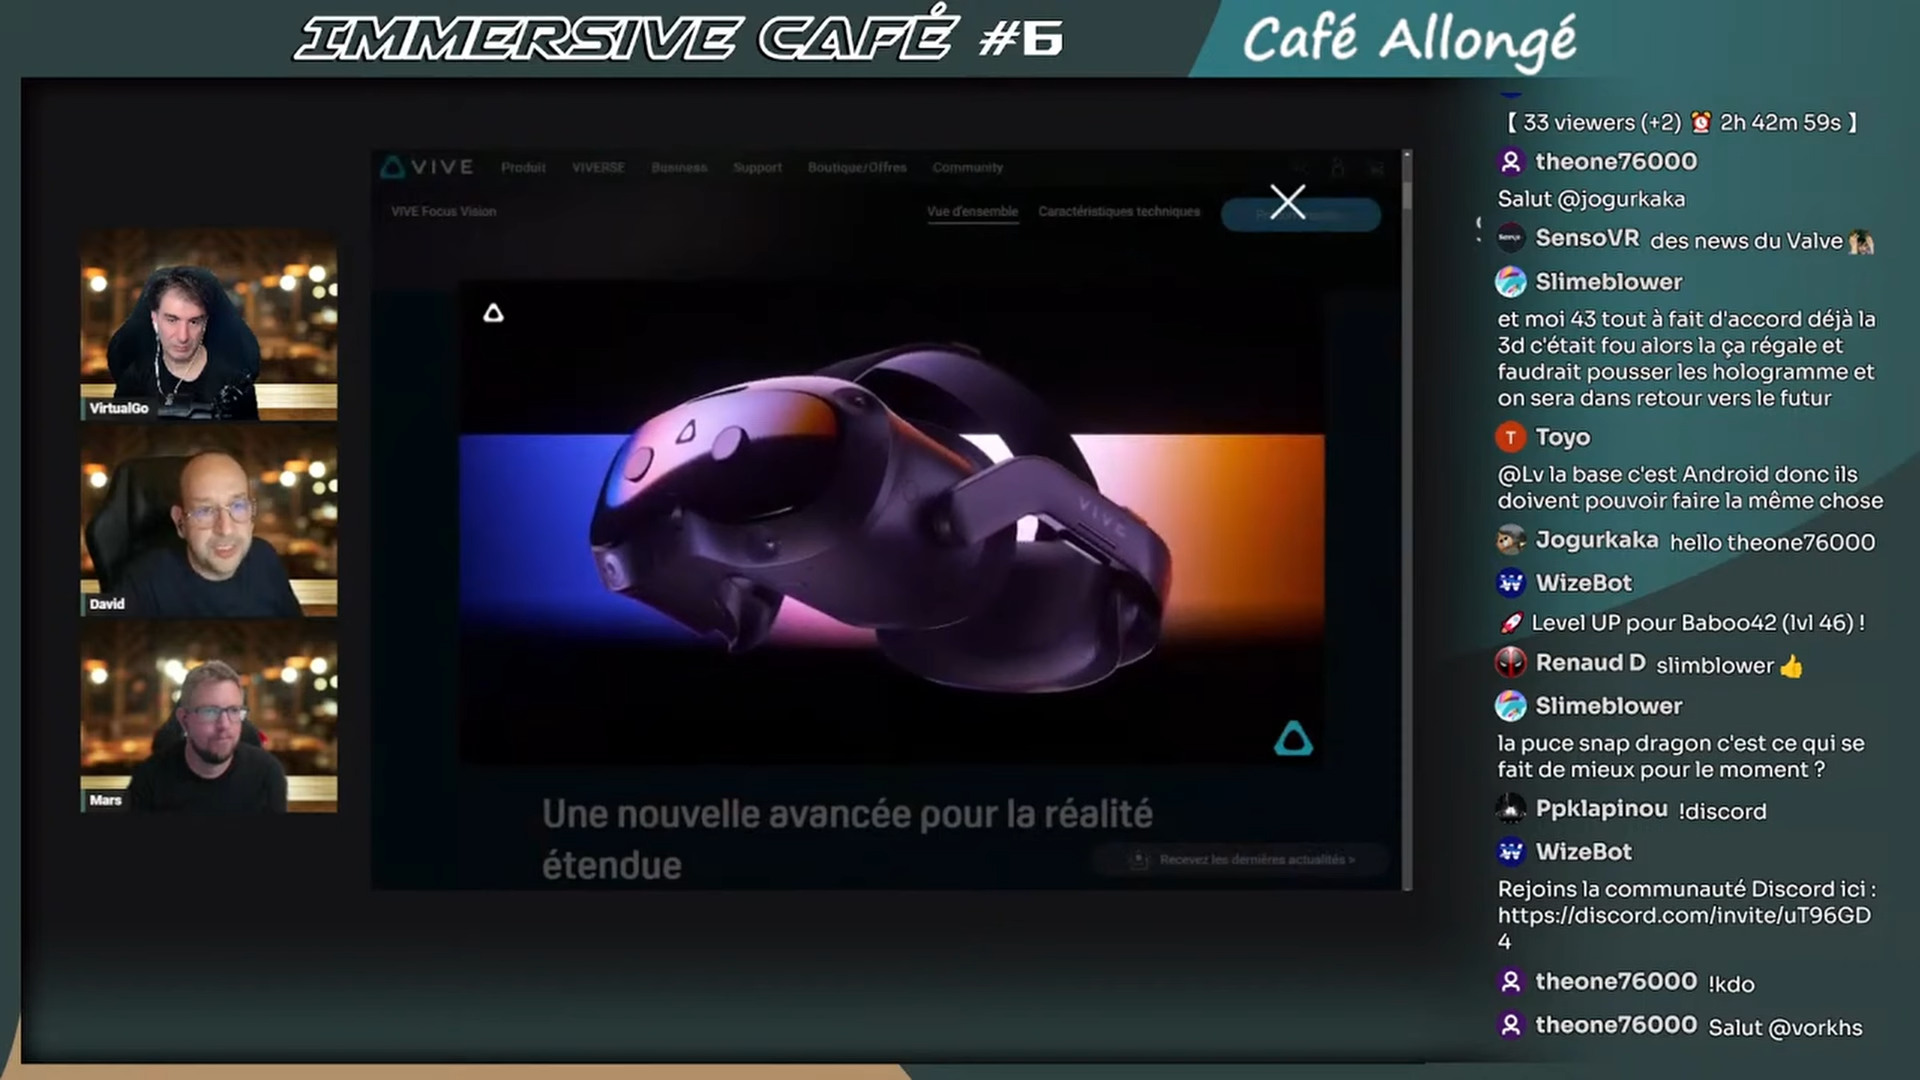 IMMERSIVE CAFÉ #6
Café Allongé
VIVE
Produit
VIVERSE
Business
Support
Boutique/Offres
Community
VIVE Focus Vision
Vue d'ensemble
Caractéristiques techniques
VIVE
Une nouvelle avancée pour la réalité
étendue
Recevez les dernières actualités >
VirtualGo
David
Mars
【 33 viewers (+2) ⏰ 2h 42m 59s 】
theone76000
Salut @jogurkaka
SensoVR des news du Valve
Slimeblower
et moi 43 tout à fait d'accord déjà la
3d c'était fou alors la ça régale et
faudrait pousser les hologramme et
on sera dans retour vers le futur
T Toyo
@Lv la base c'est Android donc ils
doivent pouvoir faire la même chose
Jogurkaka hello theone76000
WizeBot
🚀 Level UP pour Baboo42 (lvl 46) !
Renaud D slimblower 👍
Slimeblower
la puce snap dragon c'est ce qui se
fait de mieux pour le moment ?
Ppklapinou !discord
WizeBot
Rejoins la communauté Discord ici :
https://discord.com/invite/uT96GD
4
theone76000 !kdo
theone76000 Salut @vorkhs